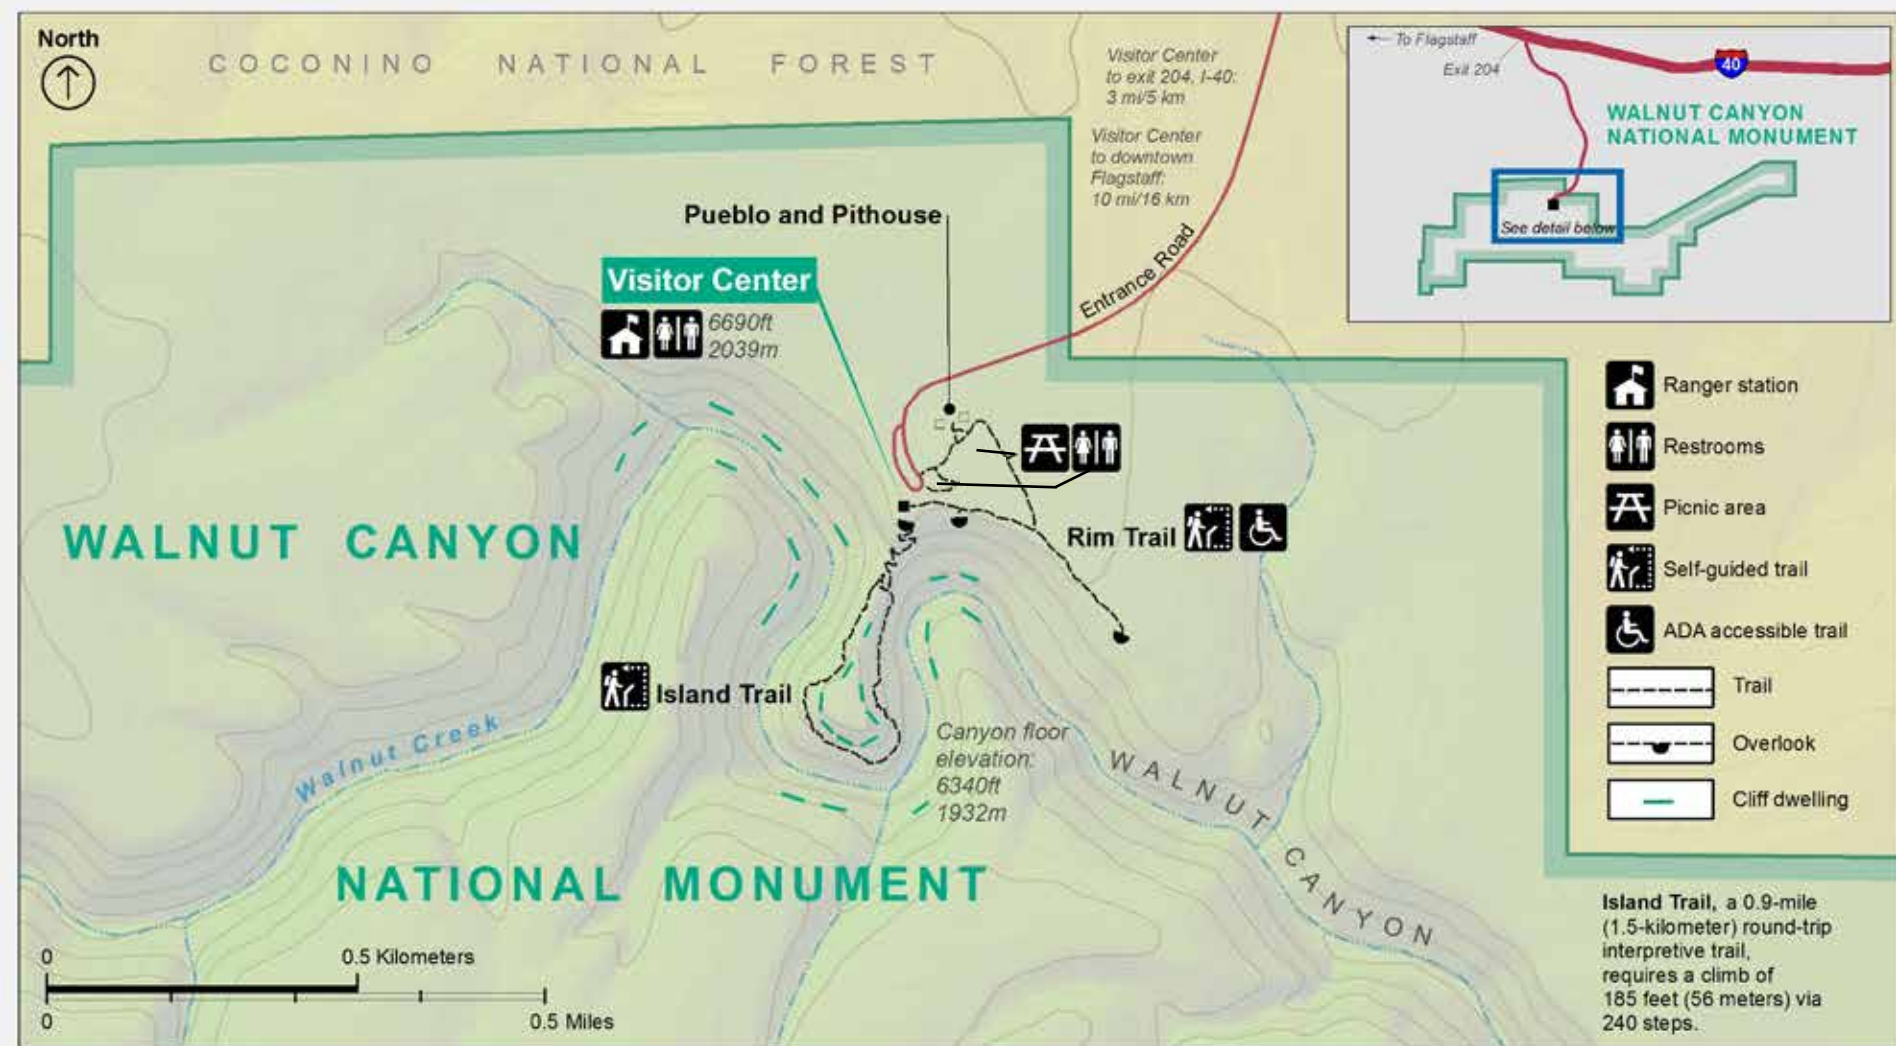 North
COCONINO NATIONAL FOREST
Visitor Center
to exit 204, I-40:
3 mi/5 km
Visitor Center
to downtown
Flagstaff:
10 mi/16 km
To Flagstaff
Exit 204
40
WALNUT CANYON
NATIONAL MONUMENT
See detail below
Pueblo and Pithouse
Visitor Center
6690ft
2039m
Entrance Road
Ranger station
Restrooms
Picnic area
Self-guided trail
ADA accessible trail
Trail
Overlook
Cliff dwelling
WALNUT CANYON
Rim Trail
Island Trail
Walnut Creek
Canyon floor
elevation:
6340ft
1932m
WALNUT CANYON
NATIONAL MONUMENT
Island Trail, a 0.9-mile
(1.5-kilometer) round-trip
interpretive trail,
requires a climb of
185 feet (56 meters) via
240 steps.
0 0.5 Kilometers
0 0.5 Miles